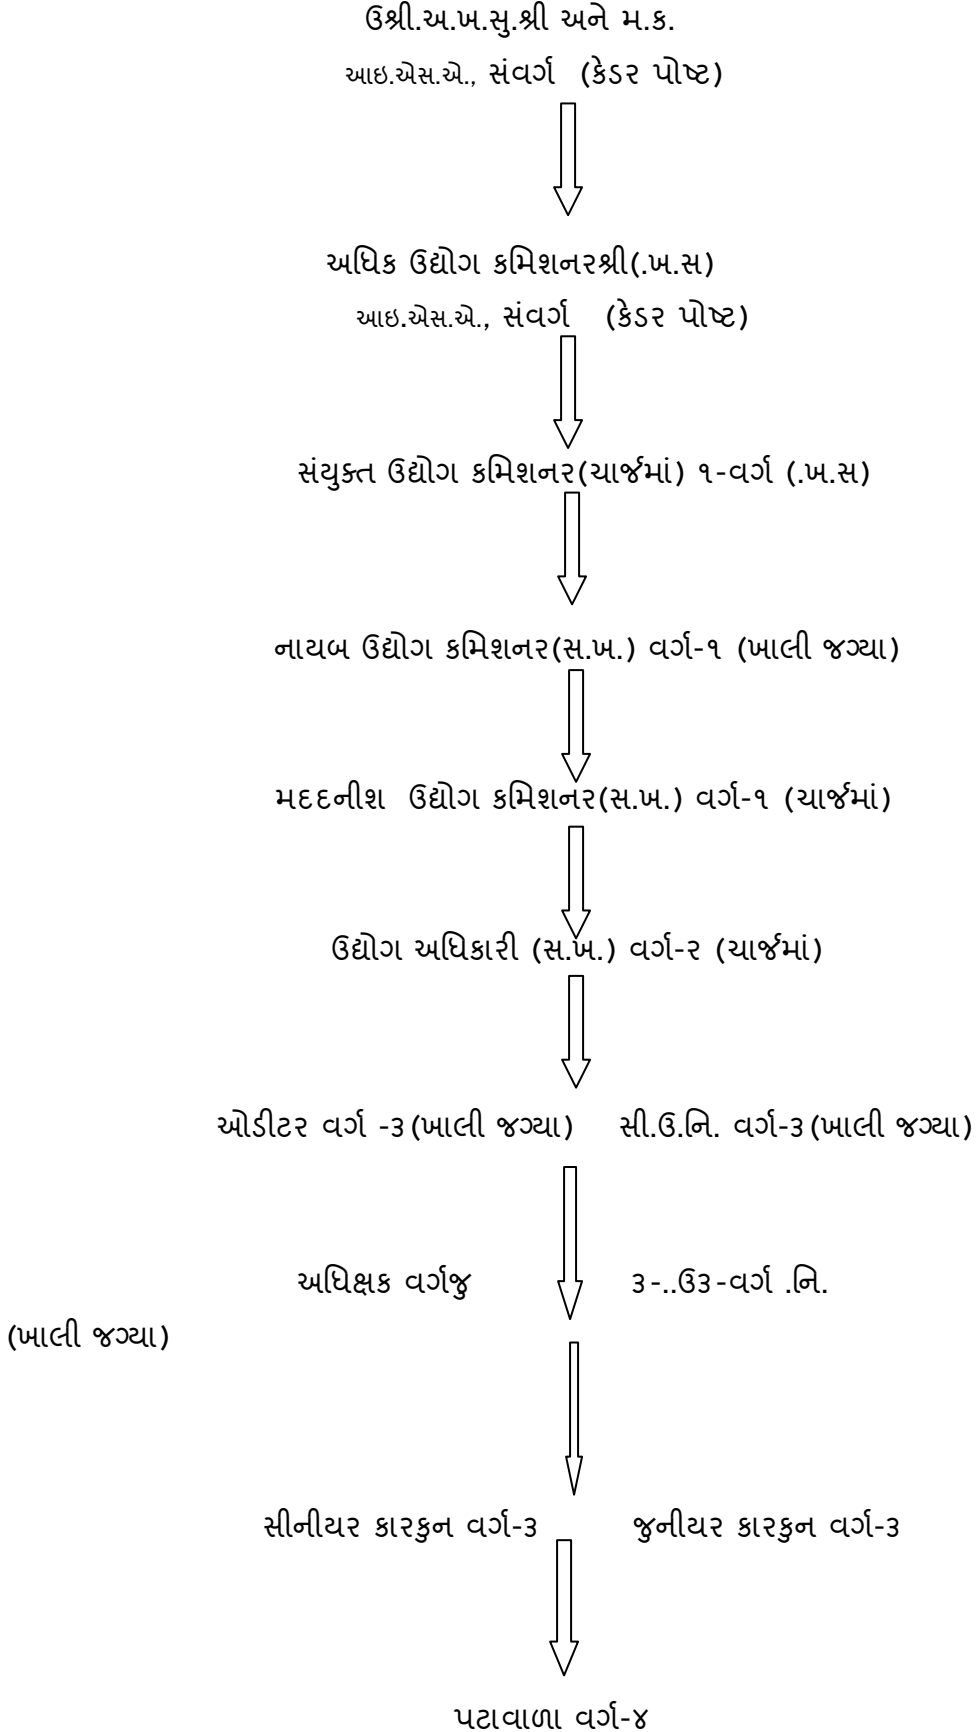 ઉશ્રી.અ.ખ.સુ.શ્રી અને મ.ક.
આઇ.એસ.એ., સંવર્ગ (કેડર પોષ્ટ)
અધિક ઉદ્યોગ કમિશનરશ્રી(.ખ.સ)
આઇ.એસ.એ., સંવર્ગ (કેડર પોષ્ટ)
સંયુક્ત ઉદ્યોગ કમિશનર(ચાર્જમાં) ૧-વર્ગ (.ખ.સ)
નાયબ ઉદ્યોગ કમિશનર(સ.ખ.) વર્ગ-૧ (ખાલી જગ્યા)
મદદનીશ ઉદ્યોગ કમિશનર(સ.ખ.) વર્ગ-૧ (ચાર્જમાં)
ઉદ્યોગ અધિકારી (સ.ખ.) વર્ગ-૨ (ચાર્જમાં)
ઓડીટર વર્ગ -૩(ખાલી જગ્યા) સી.ઉ.નિ. વર્ગ-૩(ખાલી જગ્યા)
અધિક્ષક વર્ગજુ ૩-..ઉ૩-વર્ગ .નિ.
(ખાલી જગ્યા)
સીનીયર કારકુન વર્ગ-૩ જુનીયર કારકુન વર્ગ-૩
પટાવાળા વર્ગ-૪